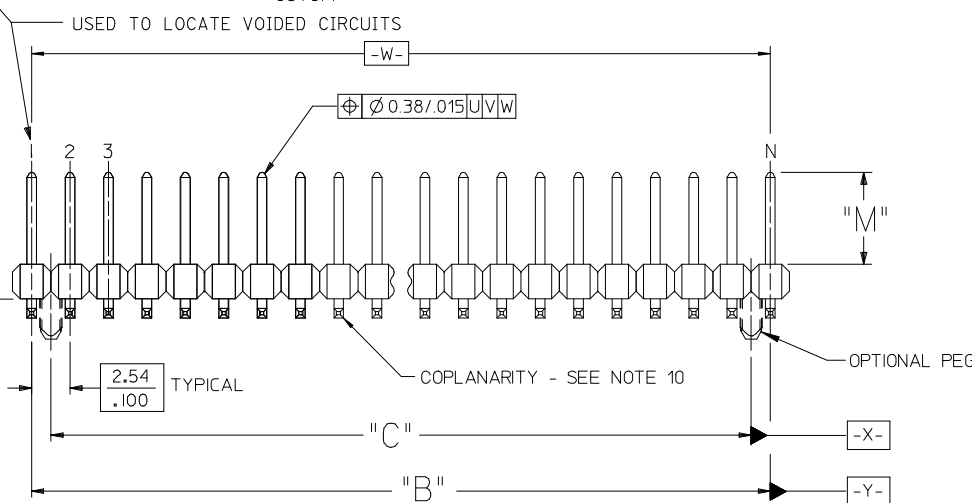 USED TO LOCATE VOIDED CIRCUITS
-W-
⌖ Ø 0.38/.015 U V W
1 2 3 N
"M"
OPTIONAL PEG
2.54
.100
TYPICAL
COPLANARITY - SEE NOTE 10
"C"
-X-
"B"
-Y-